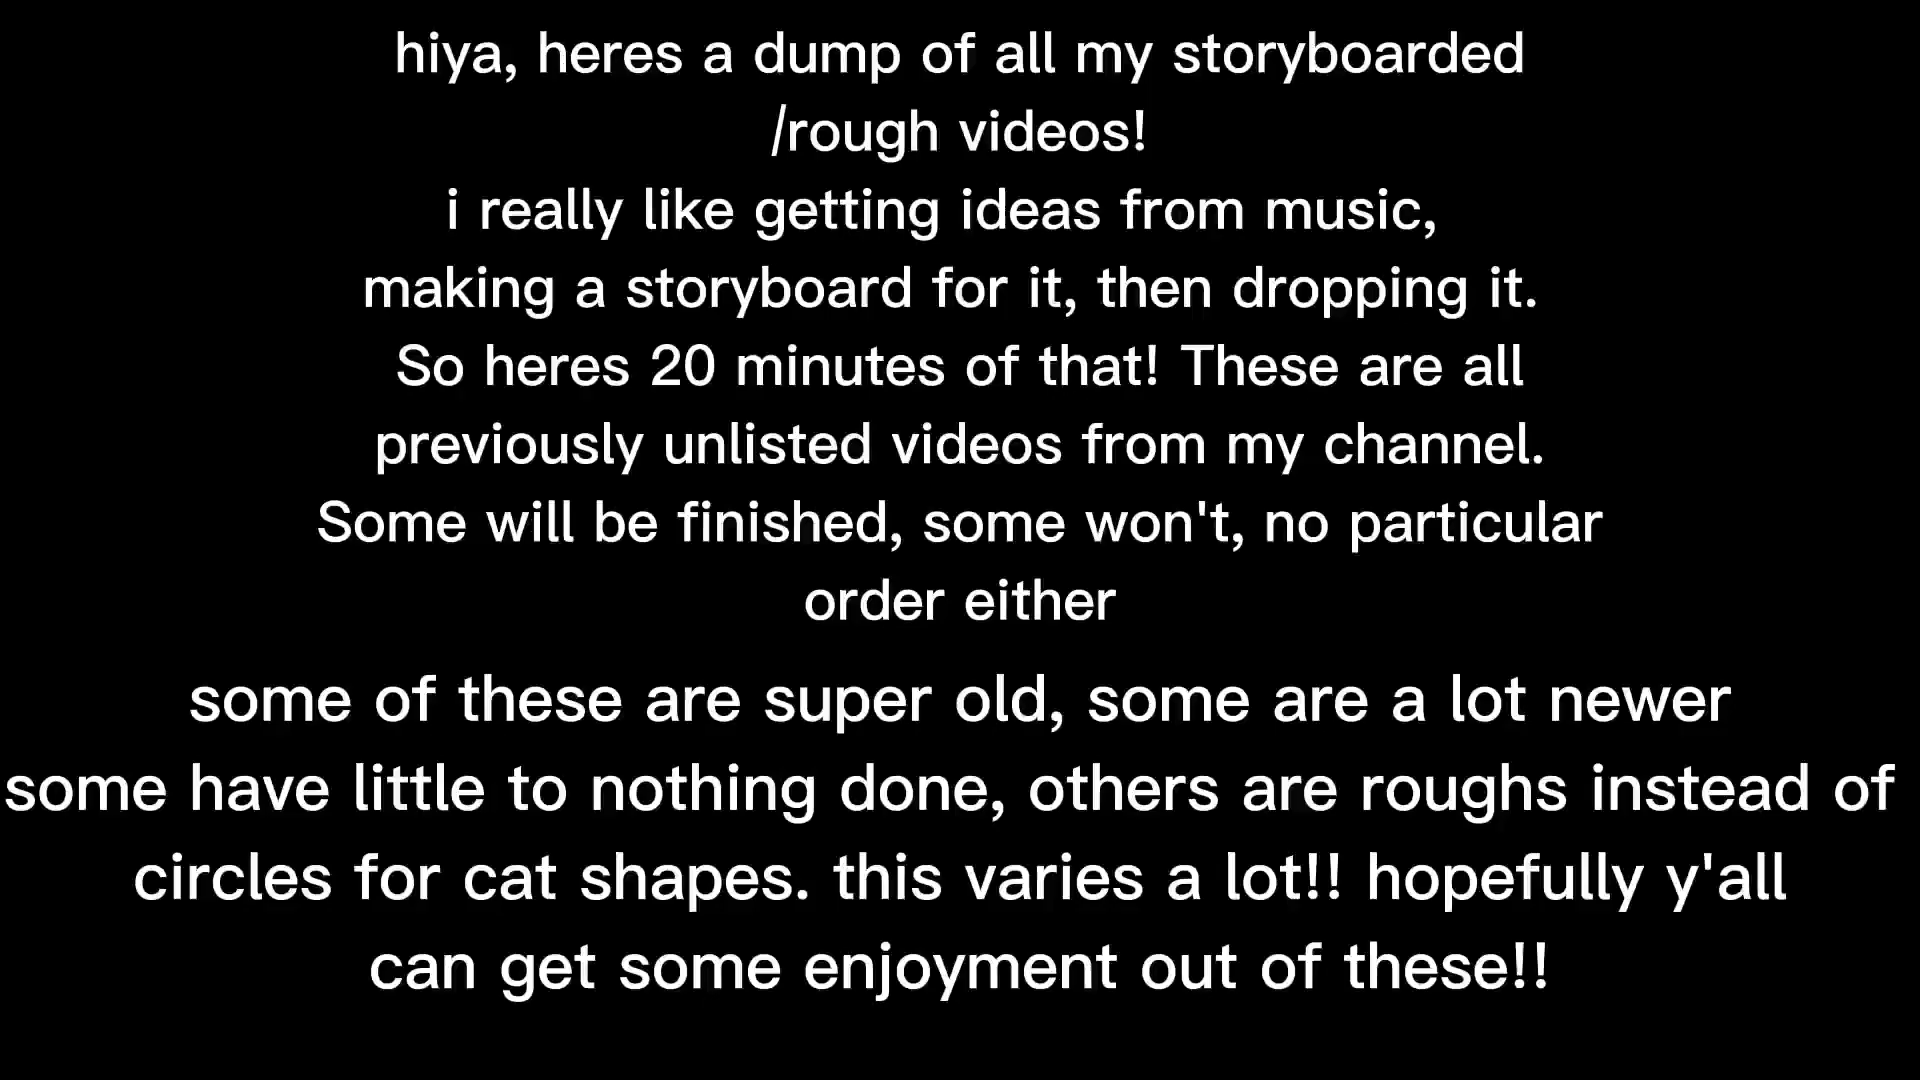 hiya, heres a dump of all my storyboarded
/rough videos!
i really like getting ideas from music,
making a storyboard for it, then dropping it.
So heres 20 minutes of that! These are all
previously unlisted videos from my channel.
Some will be finished, some won't, no particular
order either
some of these are super old, some are a lot newer
some have little to nothing done, others are roughs instead of
circles for cat shapes. this varies a lot!! hopefully y'all
can get some enjoyment out of these!!